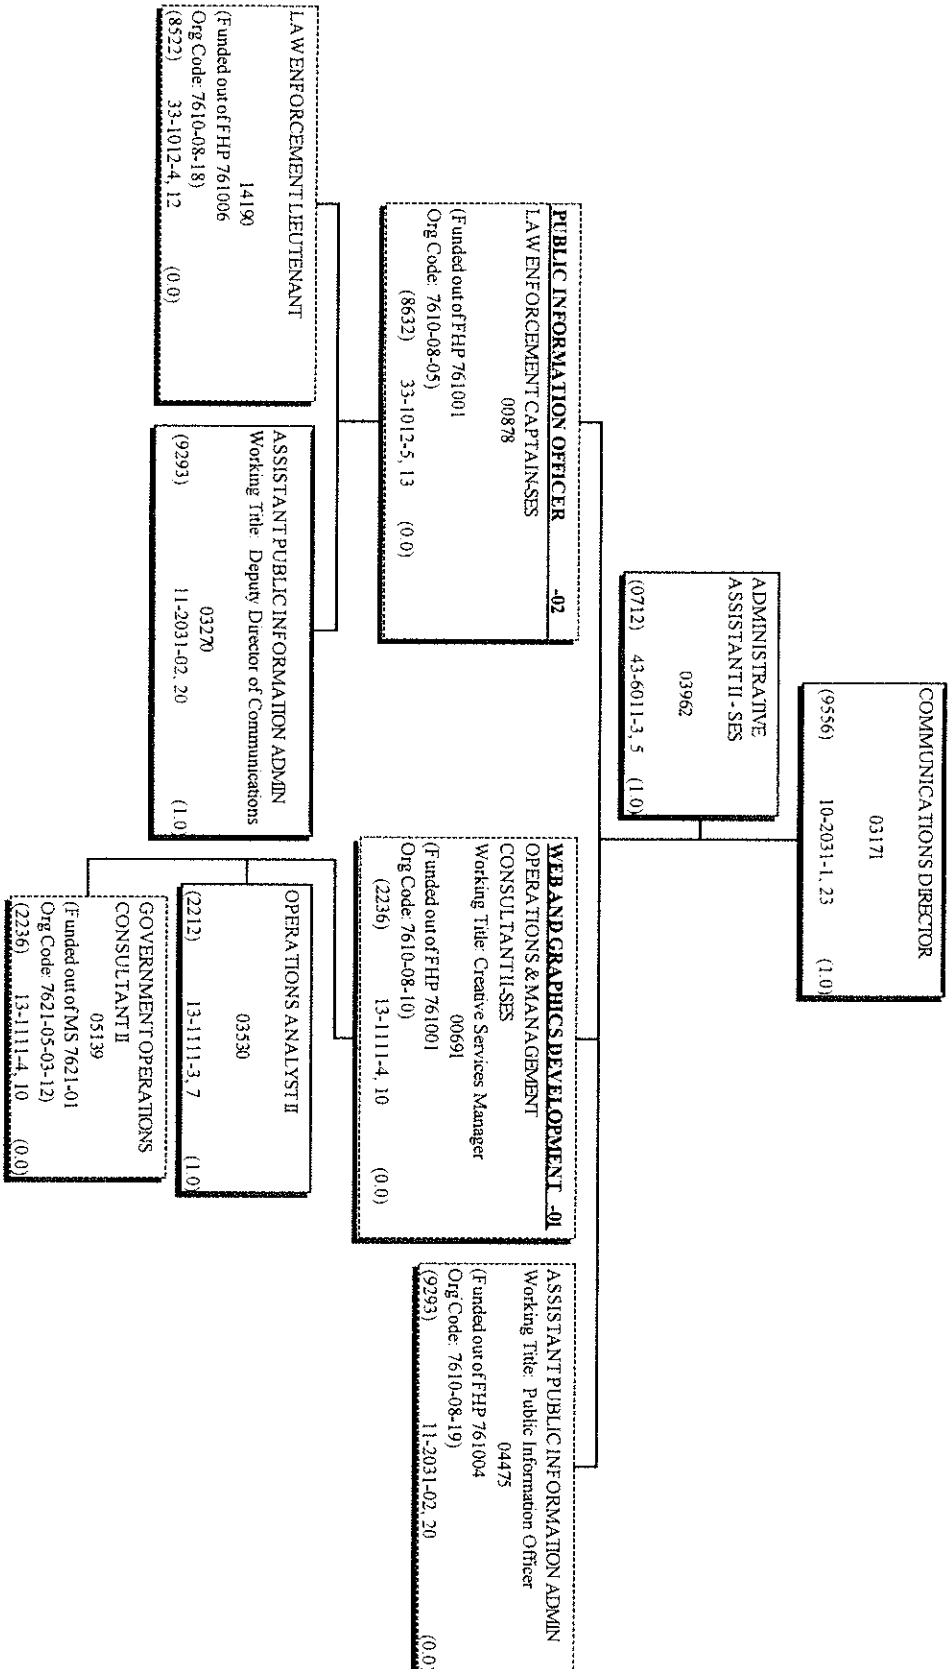 COMMUNICATIONS DIRECTOR
03171
(9556) 10-2031-1, 23 (1.0)
ADMINISTRATIVE
ASSISTANT II - SES
03962
(0712) 43-6011-3, 5 (1.0)
PUBLIC INFORMATION OFFICER -02
LAW ENFORCEMENT CAPTAIN-SES
00878
(Funded out of FHP 761001
Org Code: 7610-08-05)
(8632) 33-1012-5, 13 (0.0)
WEB AND GRAPHICS DEVELOPMENT -01
OPERATIONS & MANAGEMENT
CONSULTANT II-SES
Working Title: Creative Services Manager
00691
(Funded out of FHP 761001
Org Code: 7610-08-10)
(2236) 13-1111-4, 10 (0.0)
ASSISTANT PUBLIC INFORMATION ADMIN
Working Title: Public Information Officer
04475
(Funded out of FHP 761004
Org Code: 7610-08-19)
(9293) 11-2031-02, 20 (0.0)
LAW ENFORCEMENT LIEUTENANT
14190
(Funded out of FHP 761006
Org Code: 7610-08-18)
(8522) 33-1012-4, 12 (0.0)
ASSISTANT PUBLIC INFORMATION ADMIN
Working Title: Deputy Director of Communications
03270
(9293) 11-2031-02, 20 (1.0)
OPERATIONS ANALYST II
03530
(2212) 13-1111-3, 7 (1.0)
GOVERNMENT OPERATIONS
CONSULTANT II
05139
(Funded out of MS 7621-01
Org Code: 7621-05-03-12)
(2236) 13-1111-4, 10 (0.0)